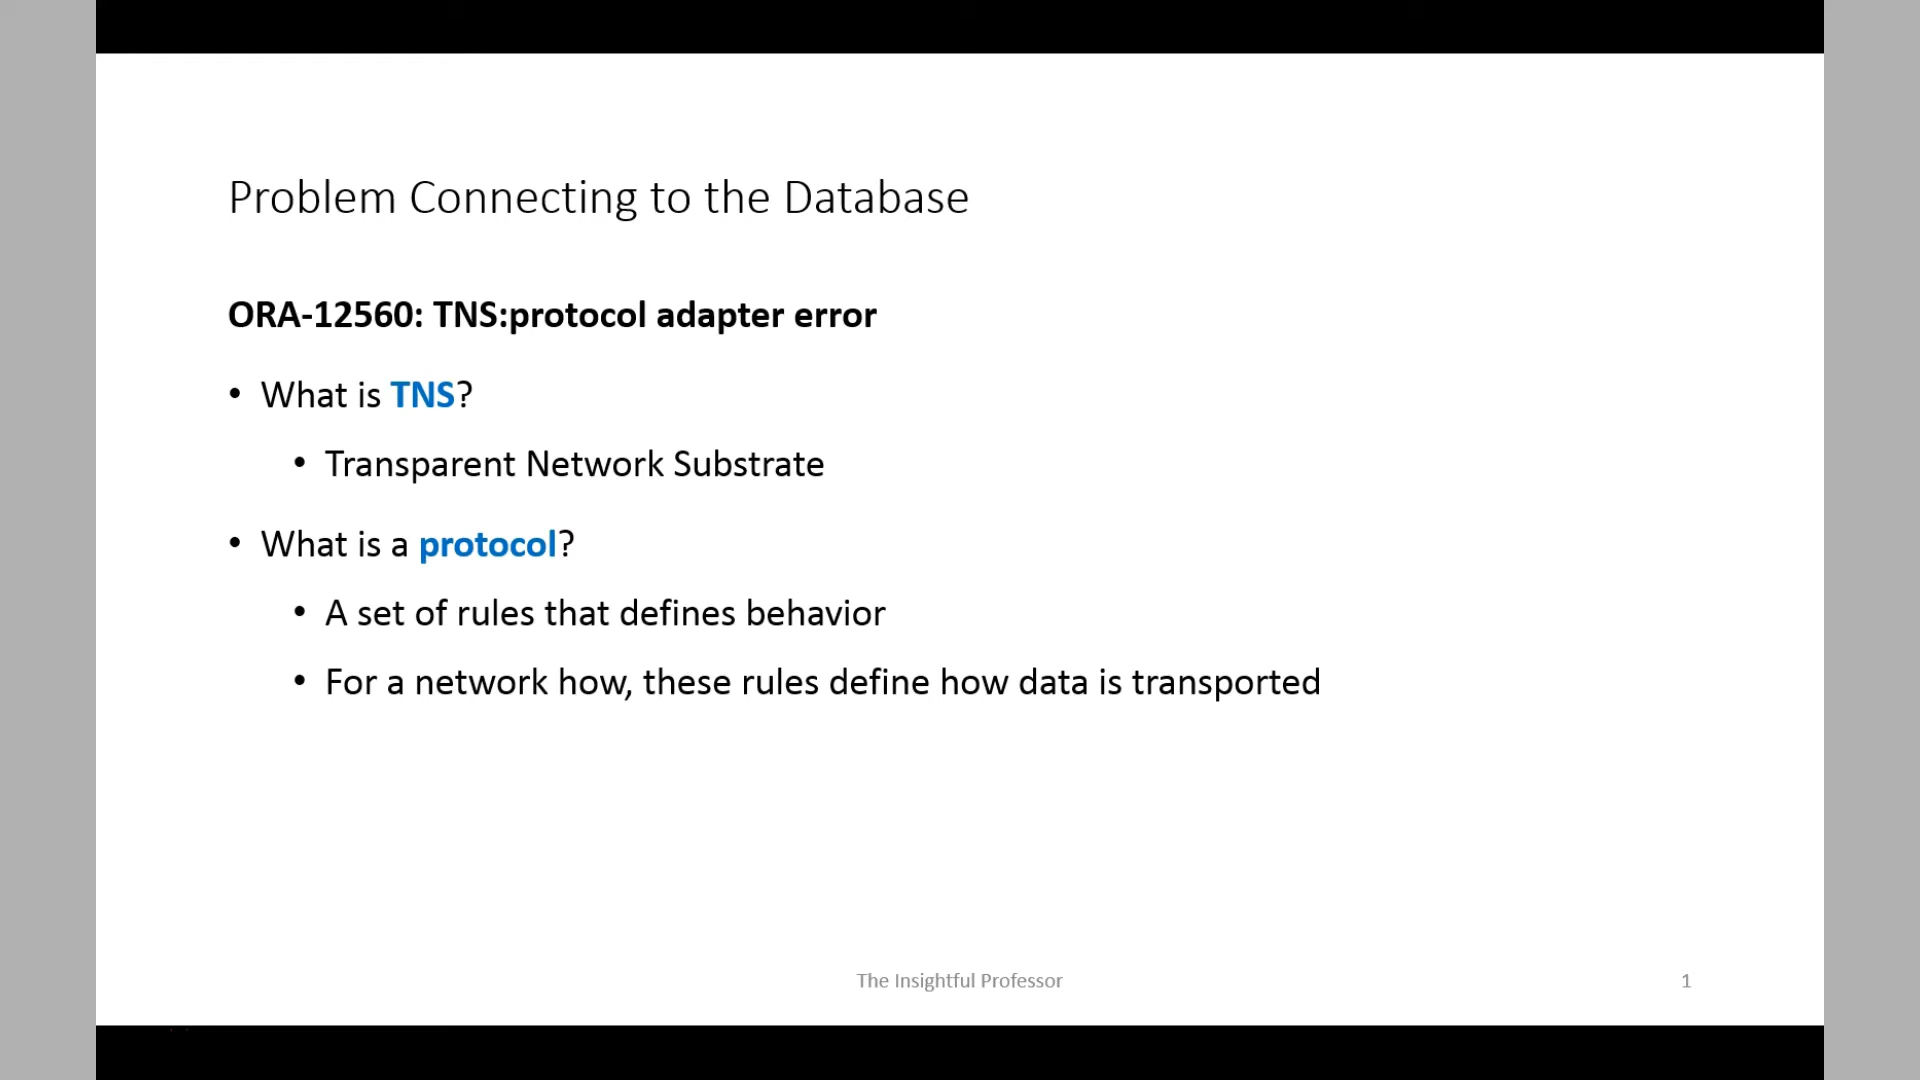 Problem Connecting to the Database
ORA-12560: TNS:protocol adapter error
• What is TNS?
• Transparent Network Substrate
• What is a protocol?
• A set of rules that defines behavior
• For a network how, these rules define how data is transported
The Insightful Professor
1